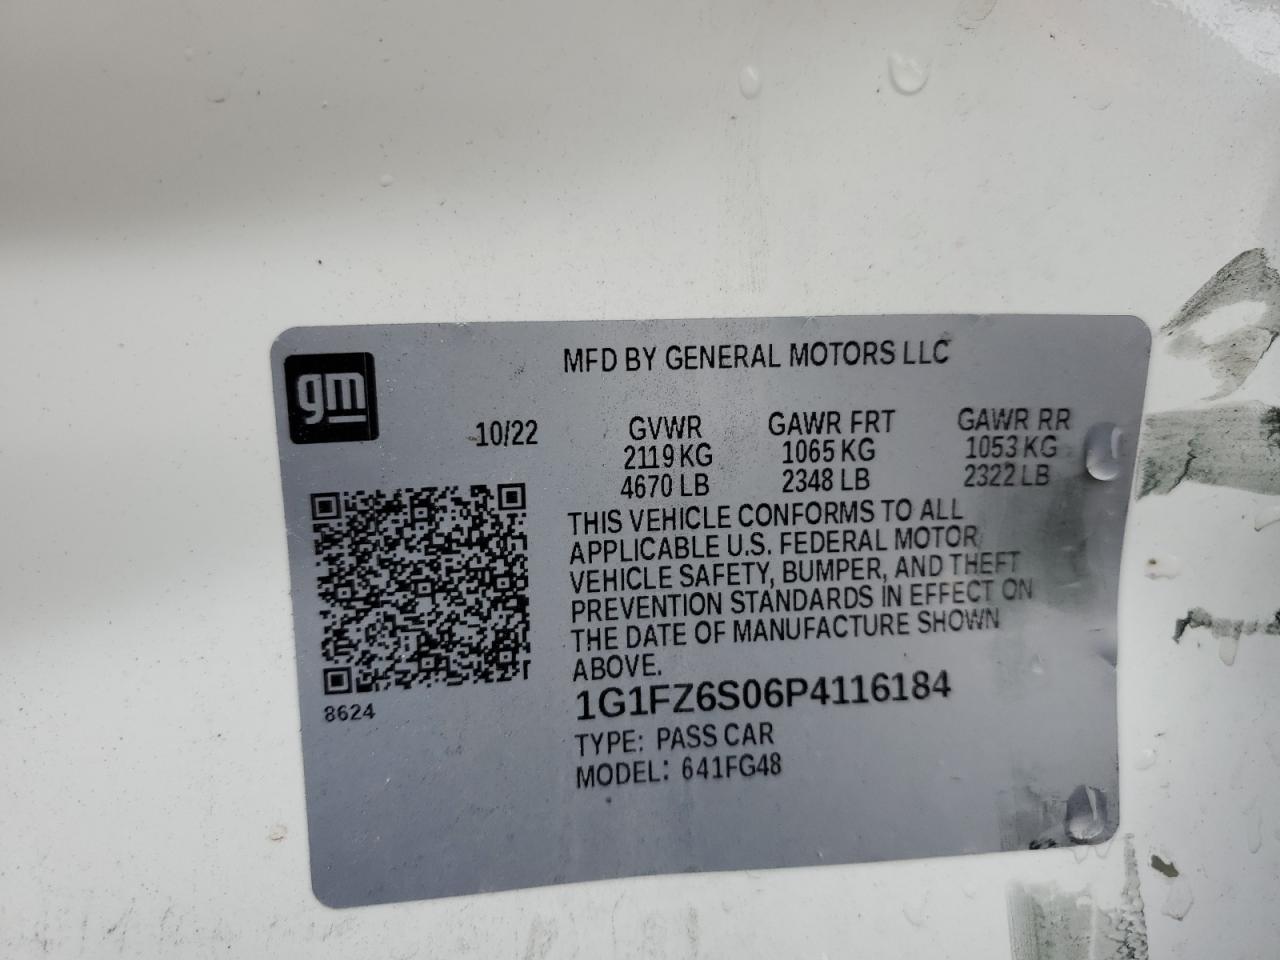 gm
MFD BY GENERAL MOTORS LLC
10/22
GVWR GAWR FRT GAWR RR
2119 KG 1065 KG 1053 KG
4670 LB 2348 LB 2322 LB
THIS VEHICLE CONFORMS TO ALL
APPLICABLE U.S. FEDERAL MOTOR
VEHICLE SAFETY, BUMPER, AND THEFT
PREVENTION STANDARDS IN EFFECT ON
THE DATE OF MANUFACTURE SHOWN
ABOVE.
1G1FZ6S06P4116184
8624
TYPE: PASS CAR
MODEL: 641FG48